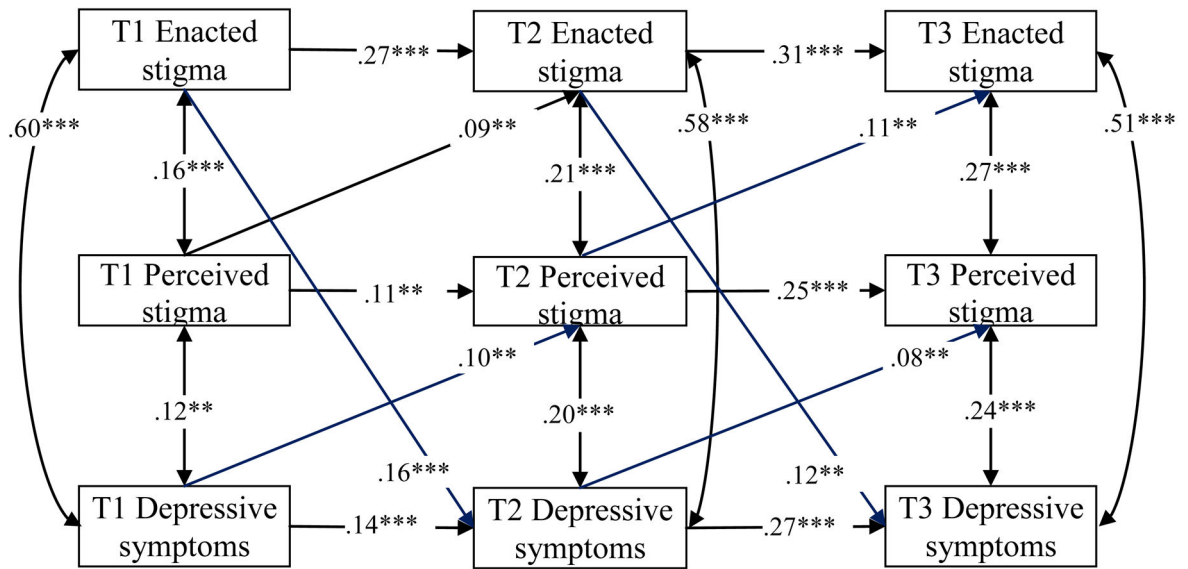 T1 Enacted
stigma
.27***
T2 Enacted
stigma
.31***
T3 Enacted
stigma
.60***
.16***
.09**
.21***
.58***
.11**
.27***
.51***
T1 Perceived
stigma
.11**
T2 Perceived
stigma
.25***
T3 Perceived
stigma
.12**
.10**
.20***
.08**
.24***
.16***
.12**
T1 Depressive
symptoms
.14***
T2 Depressive
symptoms
.27***
T3 Depressive
symptoms